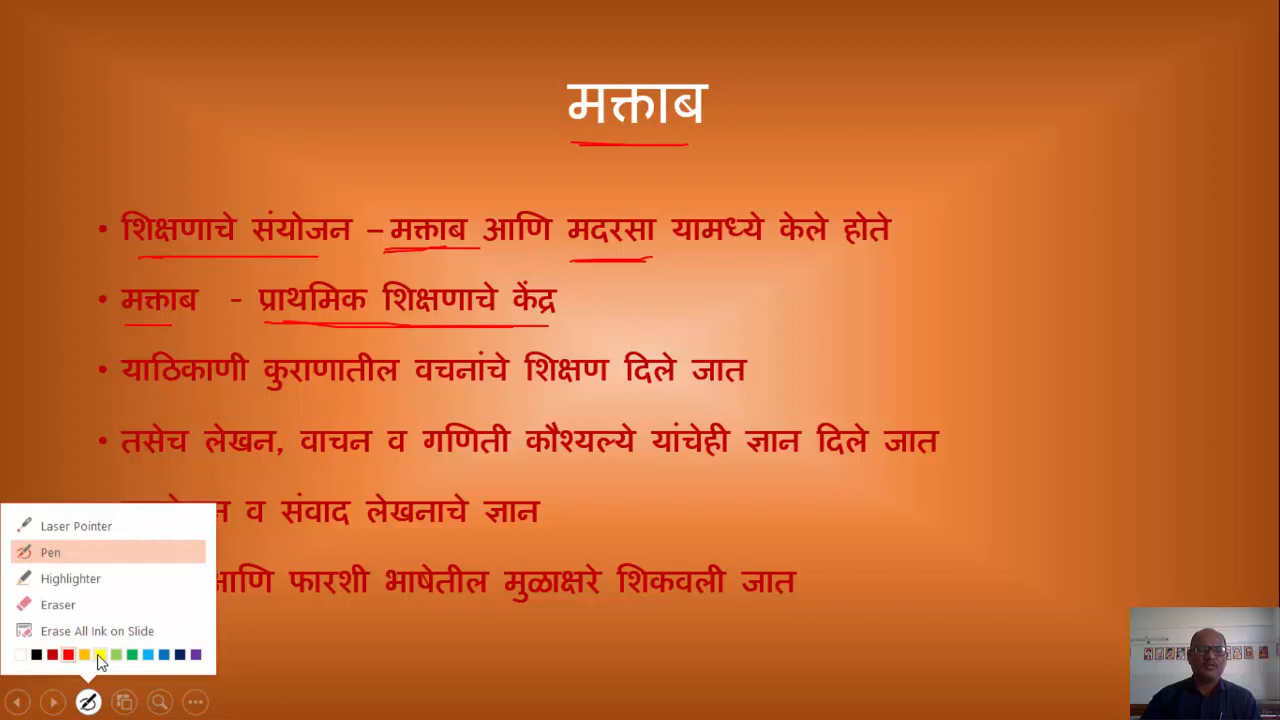 मक्ताब
• शिक्षणाचे संयोजन – मक्ताब आणि मदरसा यामध्ये केले होते
• मक्ताब - प्राथमिक शिक्षणाचे केंद्र
• याठिकाणी कुराणातील वचनांचे शिक्षण दिले जात
• तसेच लेखन, वाचन व गणिती कौश्यल्ये यांचेही ज्ञान दिले जात
व संवाद लेखनाचे ज्ञान
आणि फारशी भाषेतील मुळाक्षरे शिकवली जात
Laser Pointer
Pen
Highlighter
Eraser
Erase All Ink on Slide